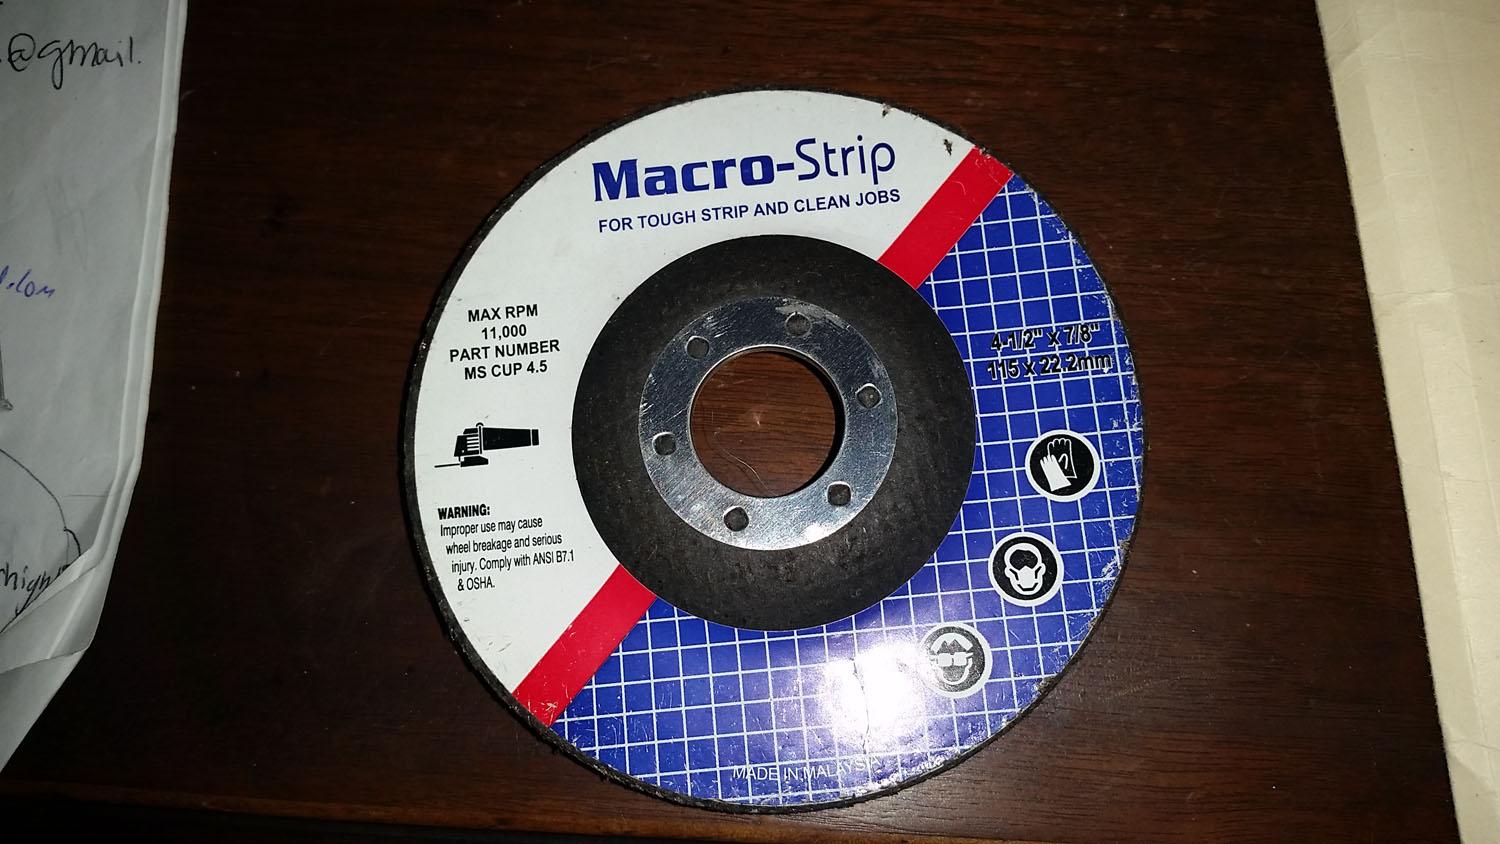 @gmail.
Macro-Strip
FOR TOUGH STRIP AND CLEAN JOBS
MAX RPM
11,000
PART NUMBER
MS CUP 4.5
WARNING:
Improper use may cause
wheel breakage and serious
injury. Comply with ANSI B7.1
& OSHA.
4-1/2" X 7/8"
115 x 22.2mm
MADE IN MALAYSIA